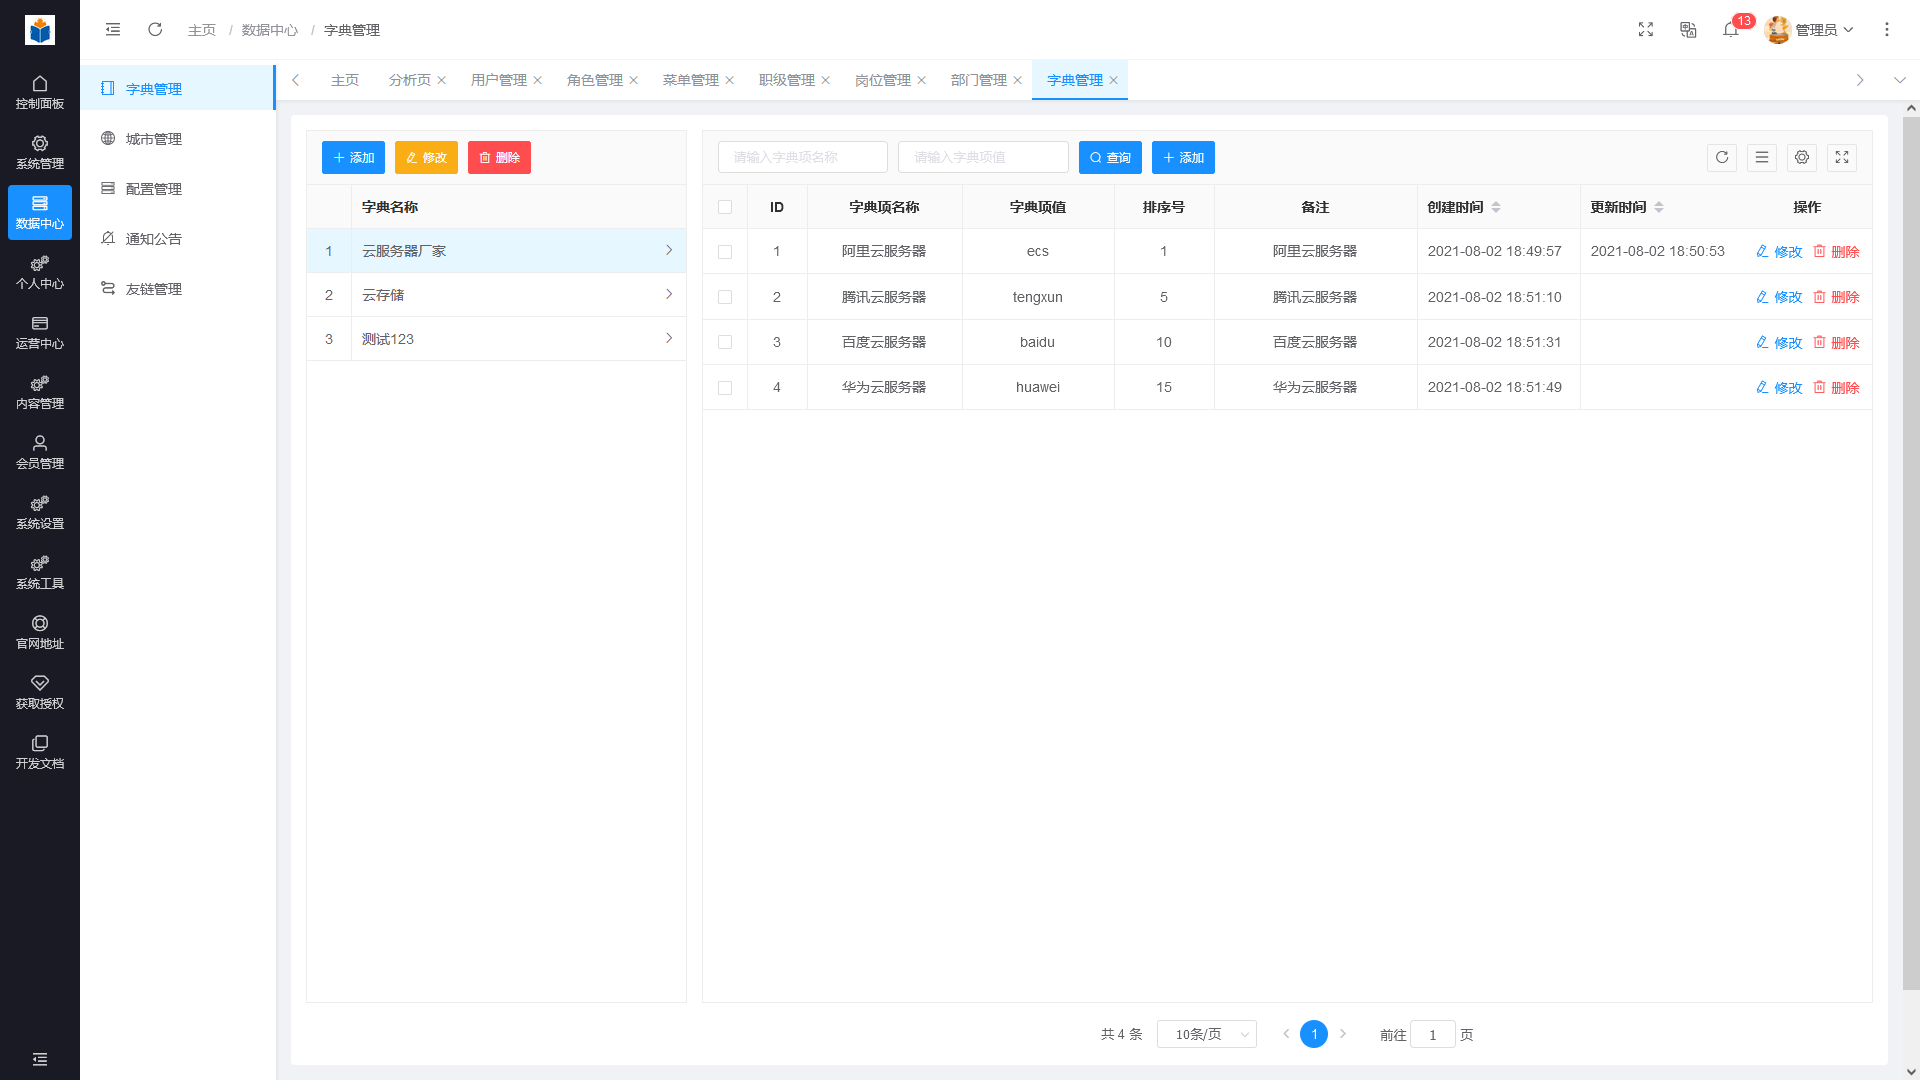 主页 / 数据中心 / 字典管理
13
管理员
控制面板
系统管理
数据中心
个人中心
运营中心
内容管理
会员管理
系统设置
系统工具
官网地址
获取授权
开发文档
字典管理
城市管理
配置管理
通知公告
友链管理
主页 分析页 用户管理 角色管理 菜单管理 职级管理 岗位管理 部门管理 字典管理
添加 修改 删除
字典名称
1 云服务器厂家
2 云存储
3 测试123
请输入字典项名称 请输入字典项值 查询 添加
ID 字典项名称 字典项值 排序号 备注 创建时间 更新时间 操作
1 阿里云服务器 ecs 1 阿里云服务器 2021-08-02 18:49:57 2021-08-02 18:50:53 修改 删除
2 腾讯云服务器 tengxun 5 腾讯云服务器 2021-08-02 18:51:10 修改 删除
3 百度云服务器 baidu 10 百度云服务器 2021-08-02 18:51:31 修改 删除
4 华为云服务器 huawei 15 华为云服务器 2021-08-02 18:51:49 修改 删除
共 4 条 10条/页 1 前往 1 页